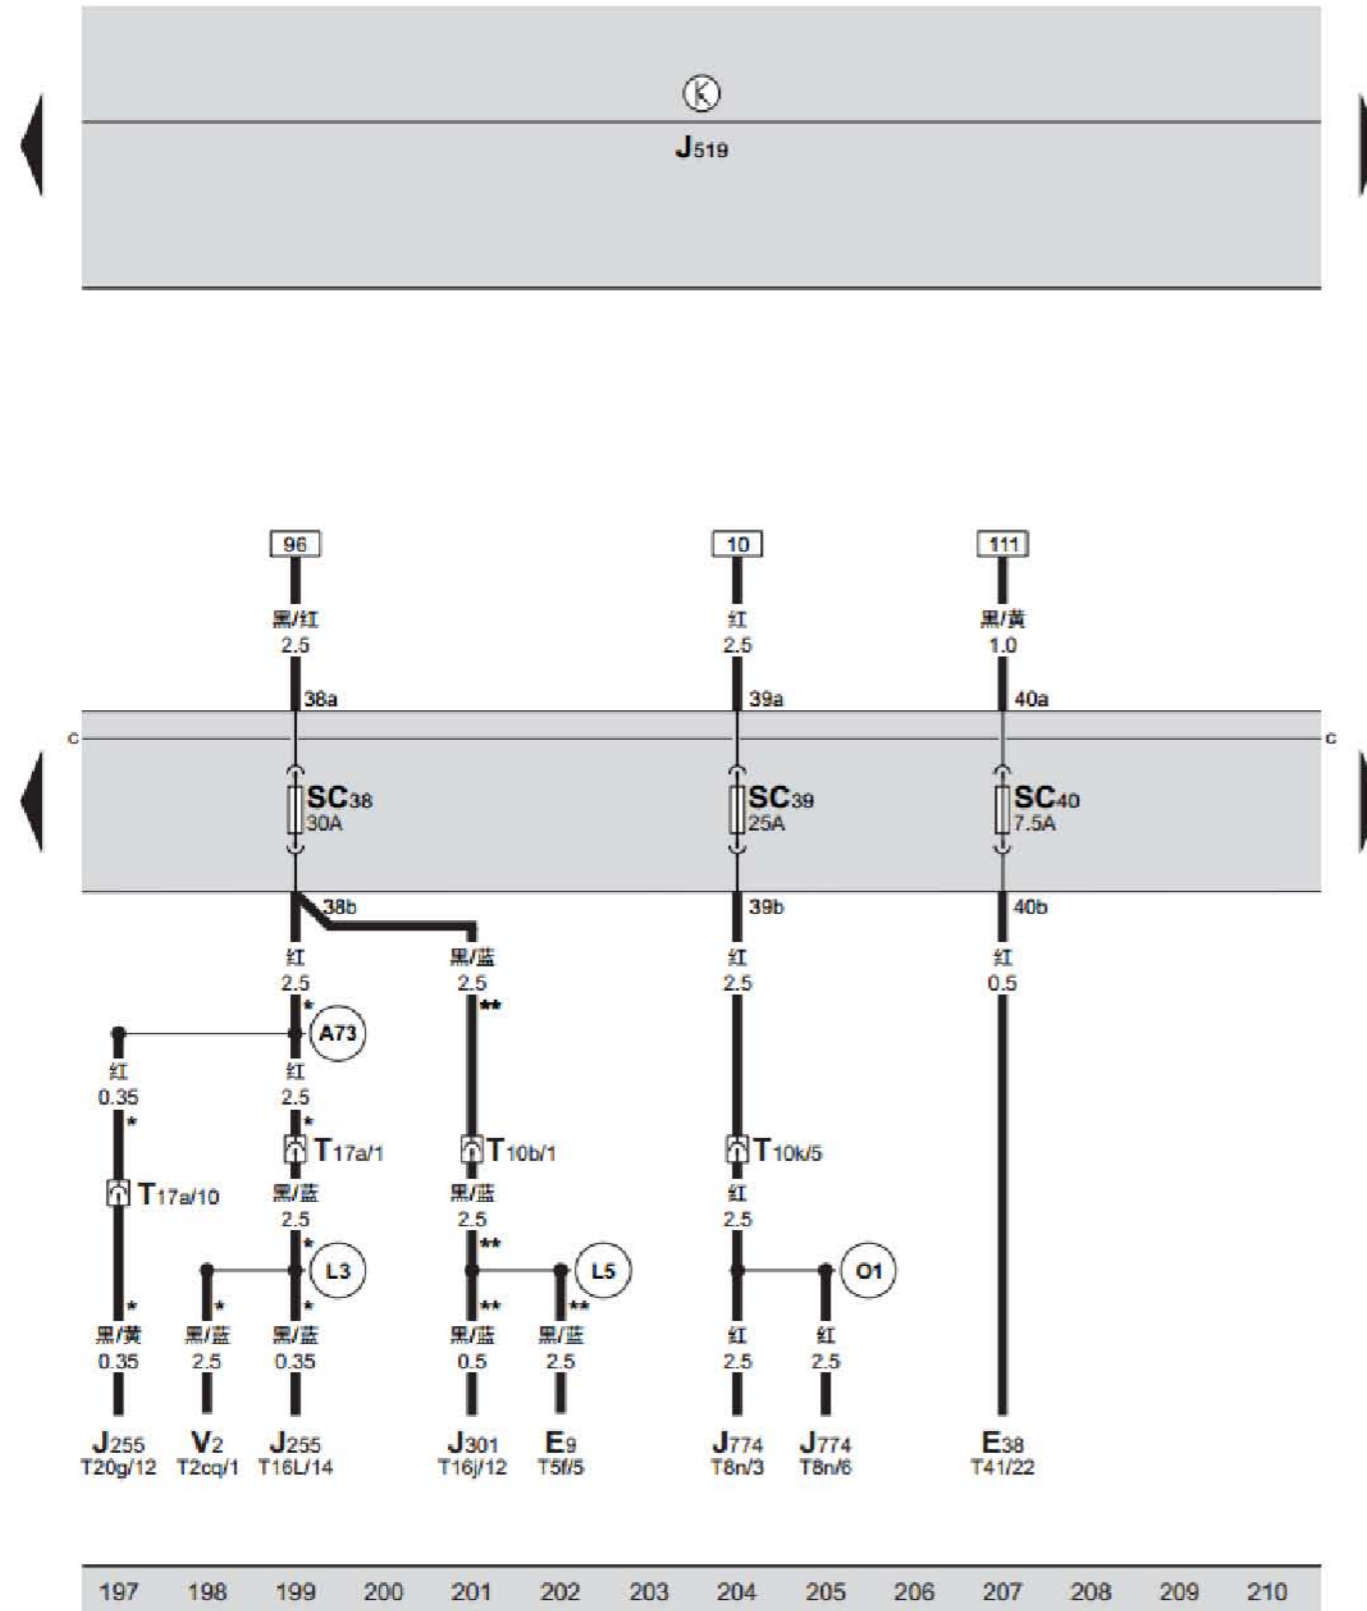 K
J519
96 10 111
黑/红 红 黑/黄
2.5 2.5 1.0
38a 39a 40a
c c
SC38 SC39 SC40
30A 25A 7.5A
38b 39b 40b
红 黑/蓝 红 红
2.5 2.5 2.5 0.5
* **
A73
红 红
0.35 2.5
* *
T17a/1 T10b/1 T10k/5
T17a/10
黑/蓝 黑/蓝 红
2.5 2.5 2.5
* **
L3 L5 O1
* * * ** **
黑/黄 黑/蓝 黑/蓝 黑/蓝 黑/蓝 红 红
0.35 2.5 0.35 0.5 2.5 2.5 2.5
J255 V2 J255 J301 E9 J774 J774 E38
T20g/12 T2cq/1 T16L/14 T16j/12 T5f/5 T8n/3 T8n/6 T41/22
197 198 199 200 201 202 203 204 205 206 207 208 209 210